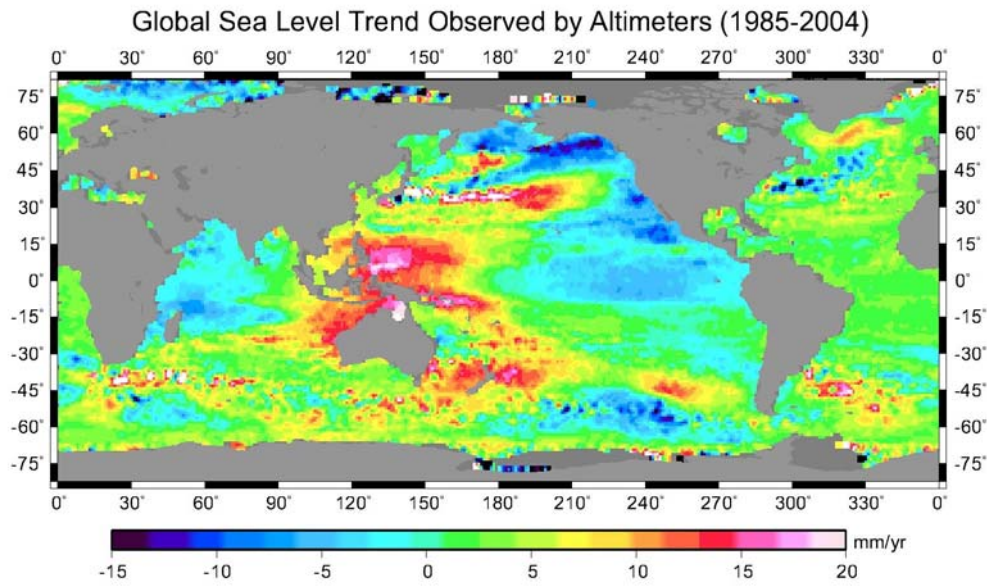 Global Sea Level Trend Observed by Altimeters (1985-2004)
0° 30° 60° 90° 120° 150° 180° 210° 240° 270° 300° 330° 0°
75° 75°
60° 60°
45° 45°
30° 30°
15° 15°
0° 0°
-15° -15°
-30° -30°
-45° -45°
-60° -60°
-75° -75°
0° 30° 60° 90° 120° 150° 180° 210° 240° 270° 300° 330° 0°
mm/yr
-15 -10 -5 0 5 10 15 20